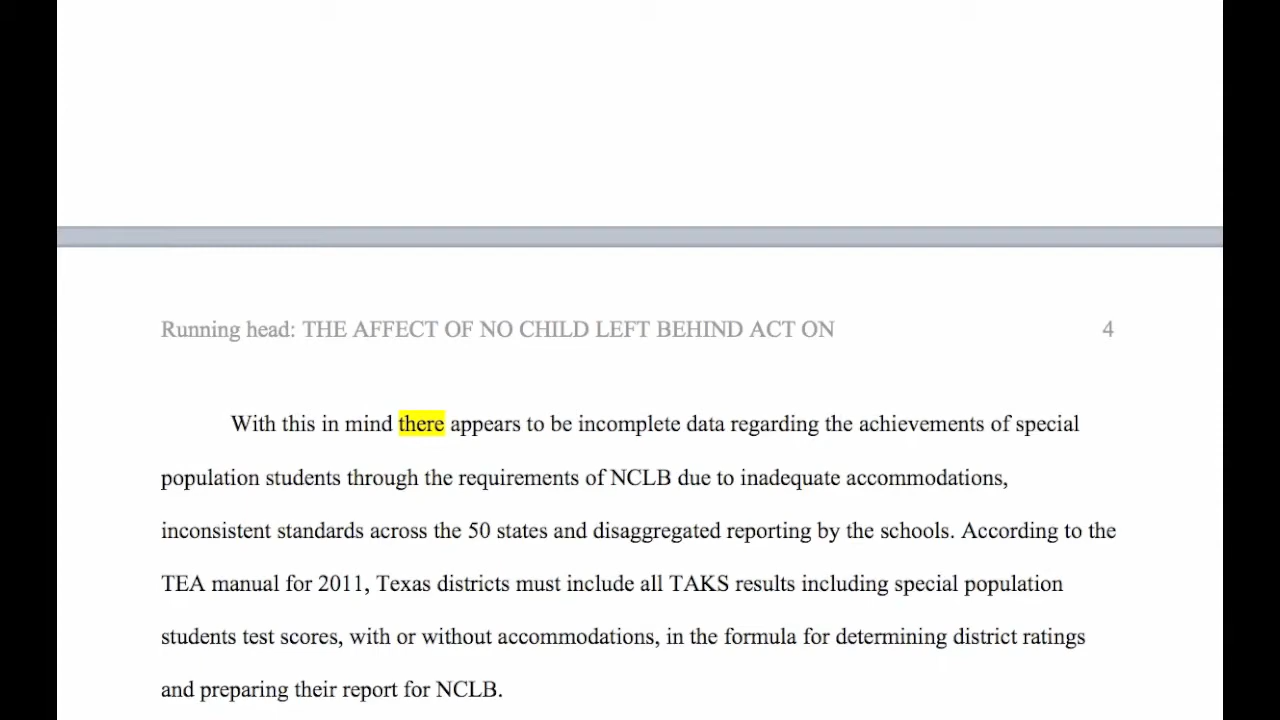 Running head: THE AFFECT OF NO CHILD LEFT BEHIND ACT ON 4
With this in mind there appears to be incomplete data regarding the achievements of special
population students through the requirements of NCLB due to inadequate accommodations,
inconsistent standards across the 50 states and disaggregated reporting by the schools. According to the
TEA manual for 2011, Texas districts must include all TAKS results including special population
students test scores, with or without accommodations, in the formula for determining district ratings
and preparing their report for NCLB.